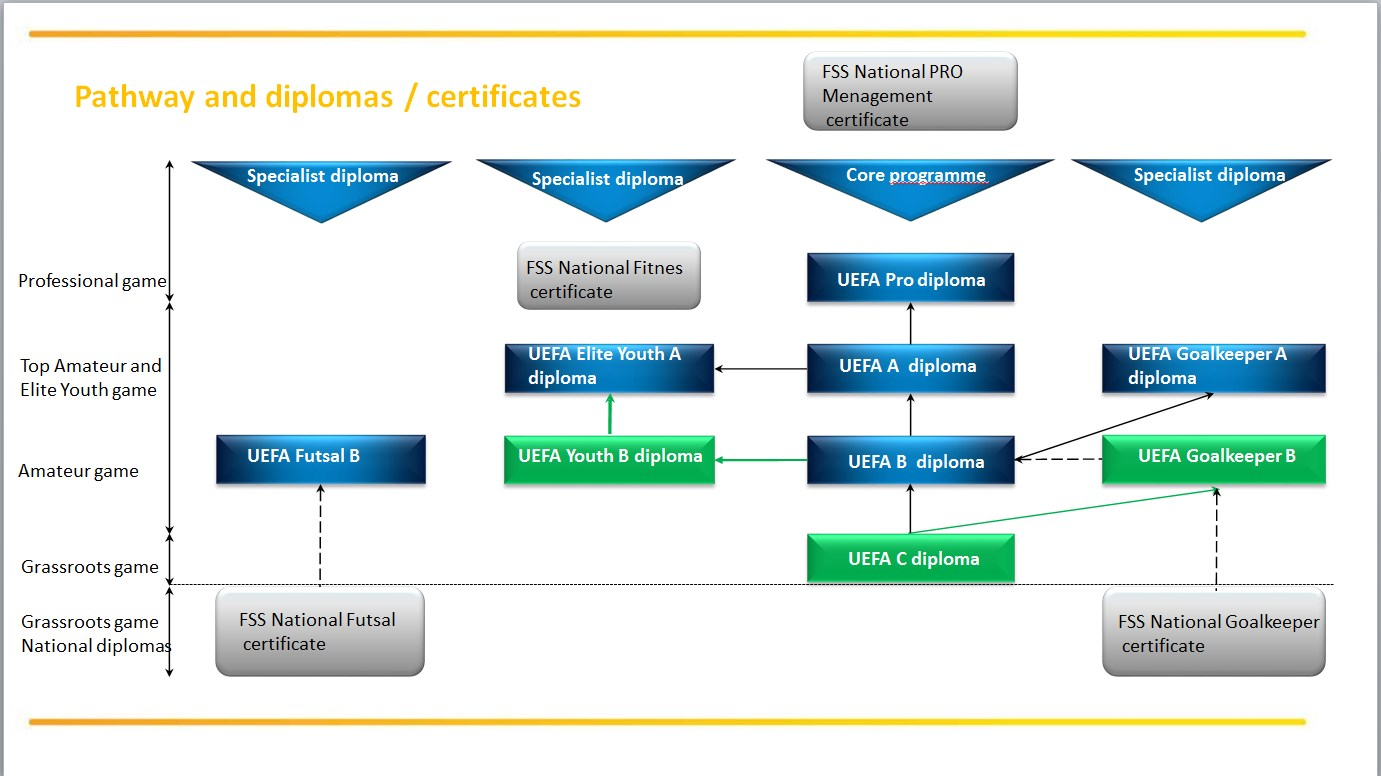 FSS National PRO
Menagement
certificate
Pathway and diplomas / certificates
Specialist diploma
Specialist diploma
Core programme
Specialist diploma
Professional game
FSS National Fitnes
certificate
UEFA Pro diploma
Top Amateur and
Elite Youth game
UEFA Elite Youth A
diploma
UEFA A diploma
UEFA Goalkeeper A
diploma
Amateur game
UEFA Futsal B
UEFA Youth B diploma
UEFA B diploma
UEFA Goalkeeper B
Grassroots game
UEFA C diploma
Grassroots game
National diplomas
FSS National Futsal
certificate
FSS National Goalkeeper
certificate